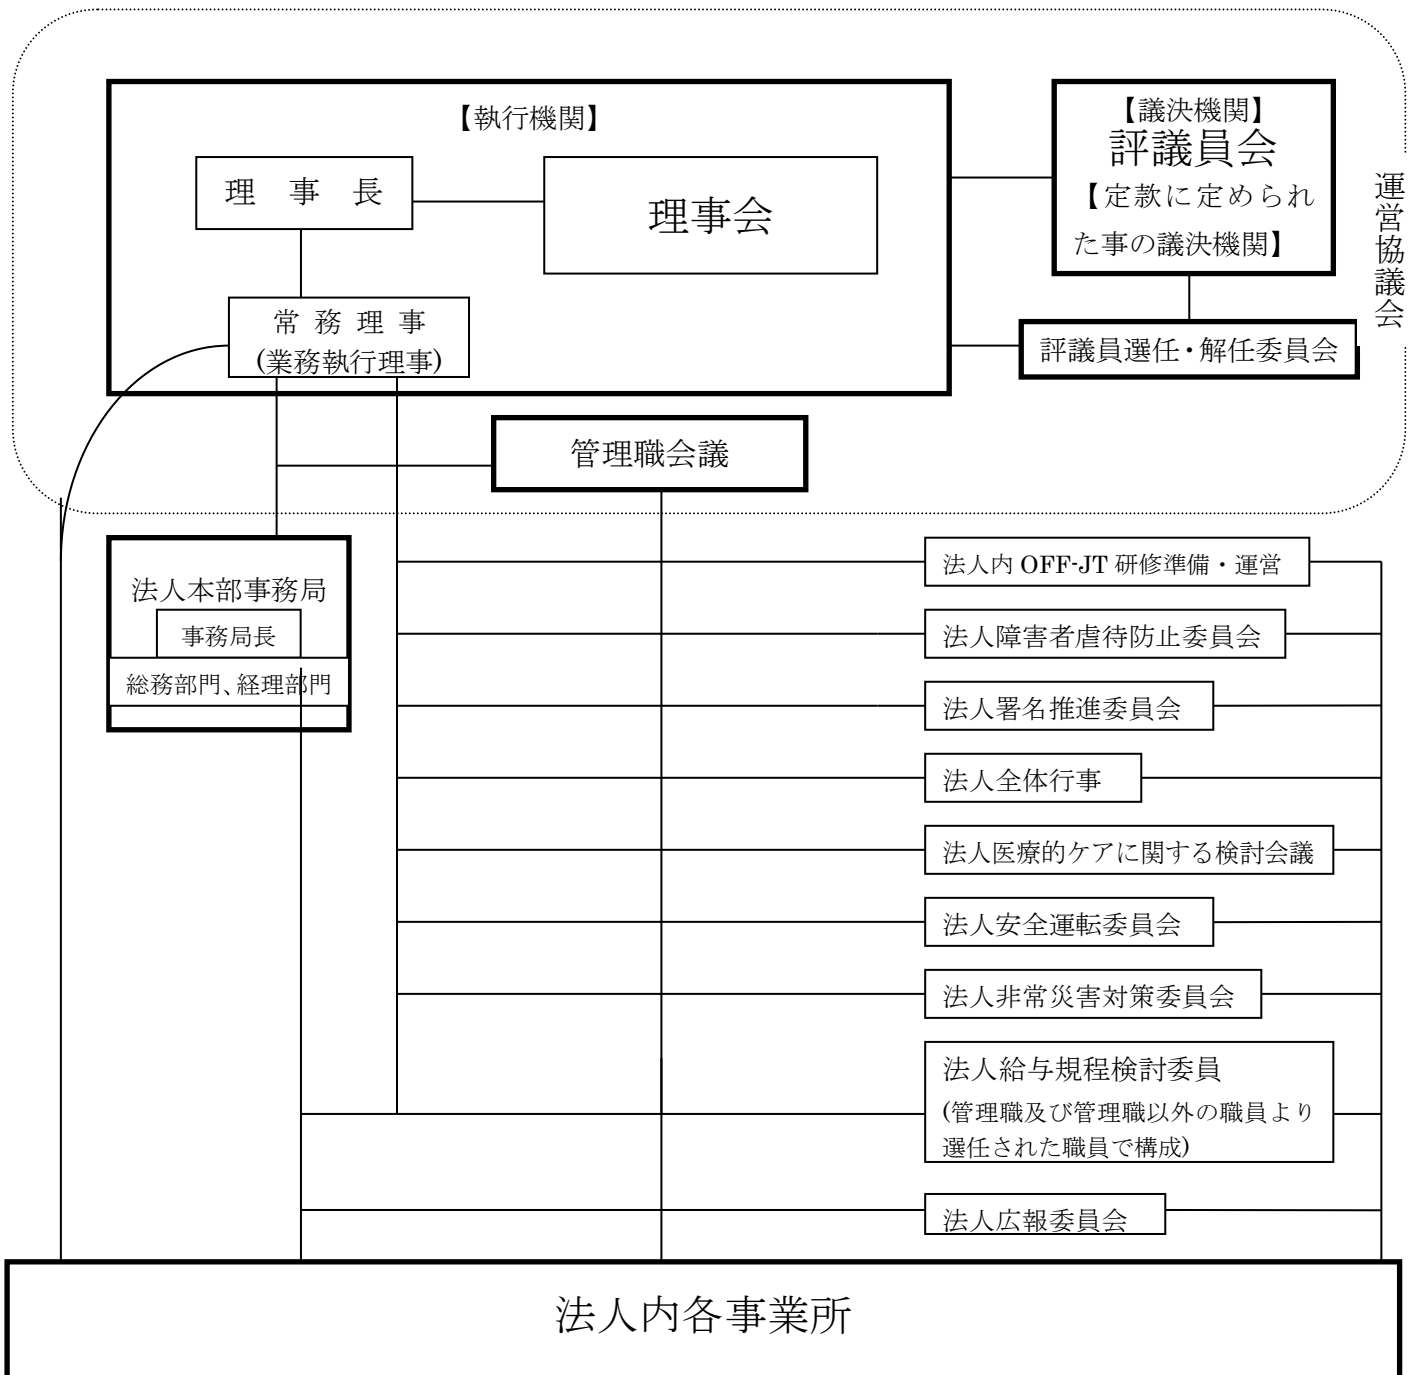 【執行機関】
理 事 長
理事会
常 務 理 事
(業務執行理事)
【議決機関】
評議員会
【定款に定められ
た事の議決機関】
評議員選任・解任委員会
運営協議会
管理職会議
法人本部事務局
事務局長
総務部門、経理部門
法人内 OFF-JT 研修準備・運営
法人障害者虐待防止委員会
法人署名推進委員会
法人全体行事
法人医療的ケアに関する検討会議
法人安全運転委員会
法人非常災害対策委員会
法人給与規程検討委員
(管理職及び管理職以外の職員より
選任された職員で構成)
法人広報委員会
法人内各事業所